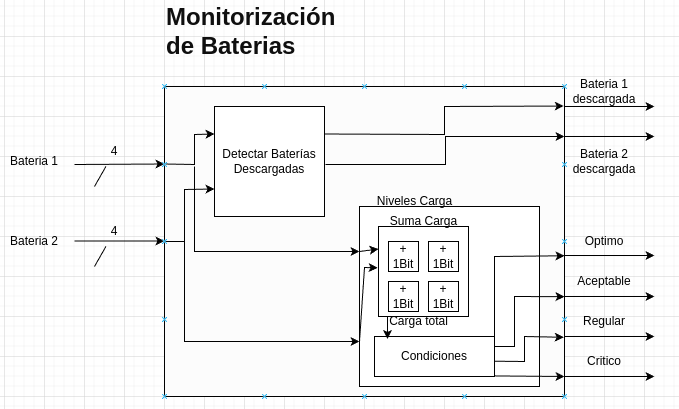 Monitorización
de Baterias
Bateria 1
descargada
4
Bateria 1
Detectar Baterías
Descargadas
Bateria 2
descargada
Niveles Carga
Suma Carga
4
Bateria 2
+
1Bit
+
1Bit
+
1Bit
+
1Bit
Carga total
Condiciones
Optimo
Aceptable
Regular
Critico